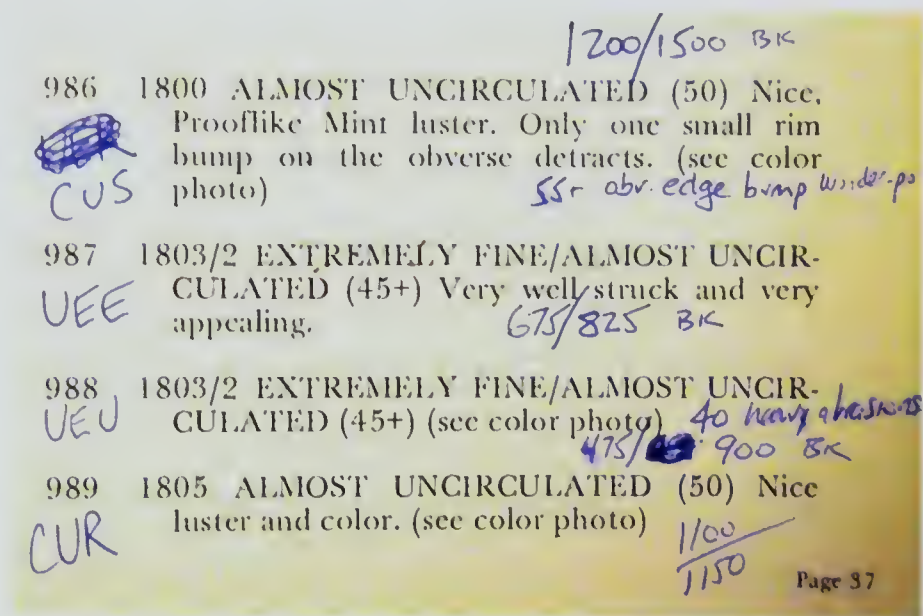 1200/1500 BK
986 1800 ALMOST UNCIRCULATED (50) Nice,
Prooflike Mint luster. Only one small rim
bump on the obverse detracts. (see color
photo)
CUS
55+ obv. edge bump
987 1803/2 EXTREMELY FINE/ALMOST UNCIR-
CULATED (45+) Very well struck and very
appealing.
UEE
675/825 BK
988 1803/2 EXTREMELY FINE/ALMOST UNCIR-
CULATED (45+) (see color photo)
UEU
40 heavy abrasions
475/ 900 BK
989 1805 ALMOST UNCIRCULATED (50) Nice
luster and color. (see color photo)
CUR
1100
1150
Page 37